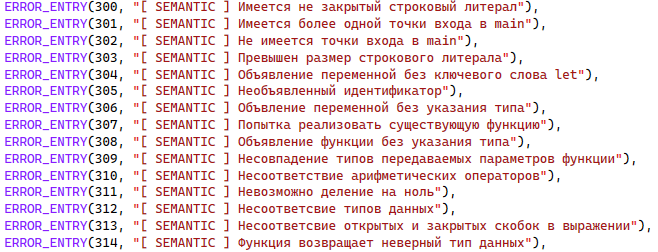 ERROR_ENTRY(300, "[ SEMANTIC ] Имеется не закрытый строковый литерал"),
ERROR_ENTRY(301, "[ SEMANTIC ] Имеется более одной точки входа в main"),
ERROR_ENTRY(302, "[ SEMANTIC ] Не имеется точки входа в main"),
ERROR_ENTRY(303, "[ SEMANTIC ] Превышен размер строкового литерала"),
ERROR_ENTRY(304, "[ SEMANTIC ] Объявление переменной без ключевого слова let"),
ERROR_ENTRY(305, "[ SEMANTIC ] Необъявленный идентификатор"),
ERROR_ENTRY(306, "[ SEMANTIC ] Объвление переменной без указания типа"),
ERROR_ENTRY(307, "[ SEMANTIC ] Попытка реализовать существующую функцию"),
ERROR_ENTRY(308, "[ SEMANTIC ] Объявление функции без указания типа"),
ERROR_ENTRY(309, "[ SEMANTIC ] Несовпадение типов передаваемых параметров функции"),
ERROR_ENTRY(310, "[ SEMANTIC ] Несоответствие арифметических операторов"),
ERROR_ENTRY(311, "[ SEMANTIC ] Невозможно деление на ноль"),
ERROR_ENTRY(312, "[ SEMANTIC ] Несоответсвие типов данных"),
ERROR_ENTRY(313, "[ SEMANTIC ] Несоответсвие открытых и закрытых скобок в выражении"),
ERROR_ENTRY(314, "[ SEMANTIC ] Функция возвращает неверный тип данных"),